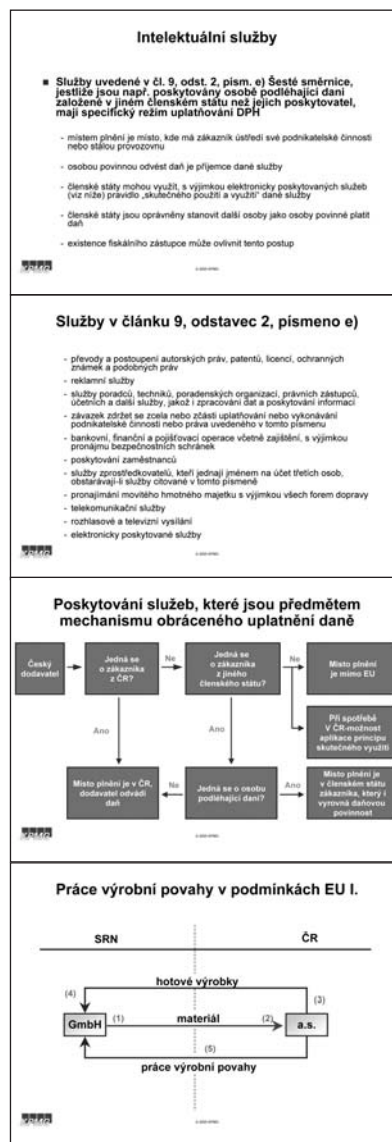 Intelektuální služby
■ Služby uvedené v čl. 9, odst. 2, písm. e) Šesté směrnice,
jestliže jsou např. poskytovány osobě podléhající dani
založené v jiném členském státu než jejich poskytovatel,
mají specifický režim uplatňování DPH
- místem plnění je místo, kde má zákazník ústředí své podnikatelské činnosti
nebo stálou provozovnu
- osobou povinnou odvést daň je příjemce dané služby
- členské státy mohou využít, s výjimkou elektronicky poskytovaných služeb
(viz níže) pravidlo „skutečného použití a využití“ dané služby
- členské státy jsou oprávněny stanovit další osoby jako osoby povinné platit
daň
- existence fiskálního zástupce může ovlivnit tento postup
KPMG
Služby v článku 9, odstavec 2, písmeno e)
- převody a postoupení autorských práv, patentů, licencí, ochranných
známek a podobných práv
- reklamní služby
- služby poradců, techniků, poradenských organizací, právních zástupců,
účetních a další služby, jakož i zpracování dat a poskytování informací
- závazek zdržet se zcela nebo zčásti uplatňování nebo vykonávání
podnikatelské činnosti nebo práva uvedeného v tomto písmenu
- bankovní, finanční a pojišťovací operace včetně zajištění, s výjimkou
pronájmu bezpečnostních schránek
- poskytování zaměstnanců
- služby zprostředkovatelů, kteří jednají jménem na účet třetích osob,
obstarávají-li služby citované v tomto písmeně
- pronajímání movitého hmotného majetku s výjimkou všech forem dopravy
- telekomunikační služby
- rozhlasové a televizní vysílání
- elektronicky poskytované služby
KPMG
Poskytování služeb, které jsou předmětem
mechanismu obráceného uplatnění daně
Český
dodavatel
Jedná se
o zákazníka
z ČR?
Ne
Jedná se
o zákazníka
z jiného
členského státu?
Ne
Místo plnění
je mimo EU
Při spotřebě
V ČR-možnost
aplikace principu
skutečného využití
Ano
Ano
Místo plnění je v ČR,
dodavatel odvádí
daň
Ne
Jedná se o osobu
podléhající dani?
Ano
Místo plnění je
v členském státu
zákazníka, který i
vyrovná daňovou
povinnost
KPMG
Práce výrobní povahy v podmínkách EU I.
SRN
ČR
hotové výrobky
(4)
(3)
GmbH
(1)
materiál
(2)
a.s.
(5)
práce výrobní povahy
KPMG